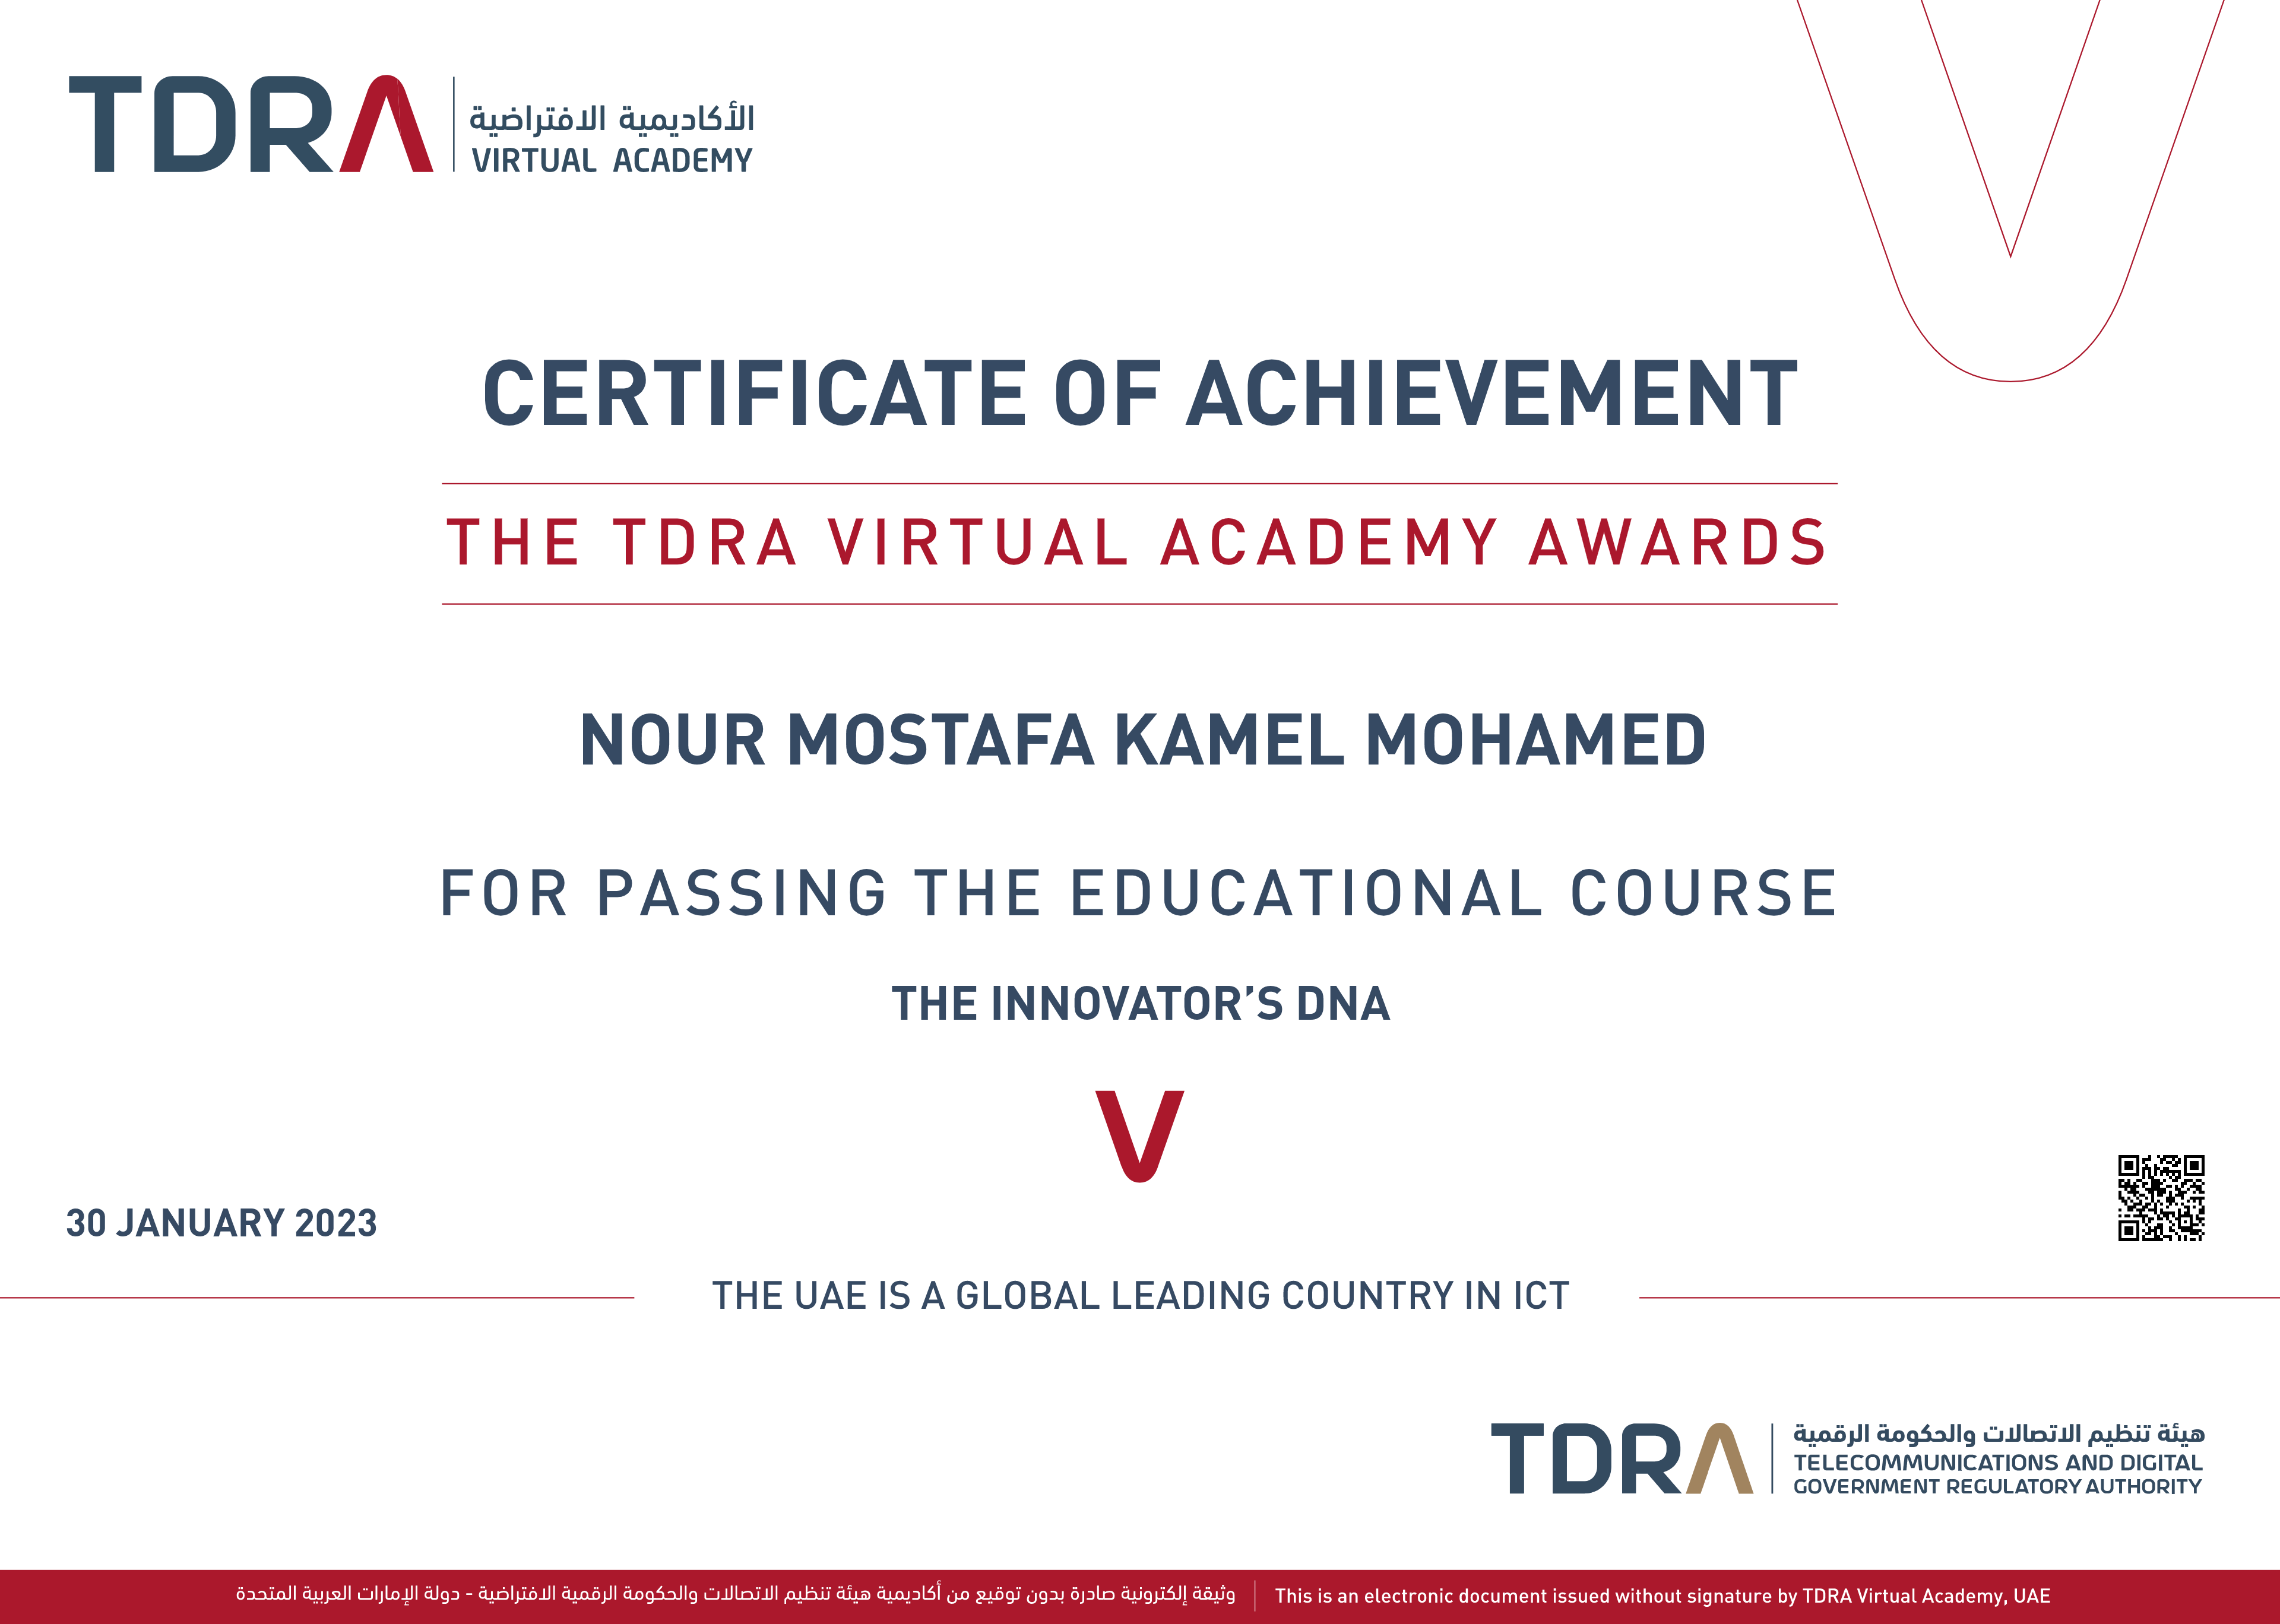 TDRA
الأكاديمية الافتراضية
VIRTUAL ACADEMY
CERTIFICATE OF ACHIEVEMENT
THE TDRA VIRTUAL ACADEMY AWARDS
NOUR MOSTAFA KAMEL MOHAMED
FOR PASSING THE EDUCATIONAL COURSE
THE INNOVATOR’S DNA
30 JANUARY 2023
THE UAE IS A GLOBAL LEADING COUNTRY IN ICT
TDRA
هيئة تنظيم الاتصالات والحكومة الرقمية
TELECOMMUNICATIONS AND DIGITAL
GOVERNMENT REGULATORY AUTHORITY
وثيقة إلكترونية صادرة بدون توقيع من أكاديمية هيئة تنظيم الاتصالات والحكومة الرقمية الافتراضية - دولة الإمارات العربية المتحدة
This is an electronic document issued without signature by TDRA Virtual Academy, UAE